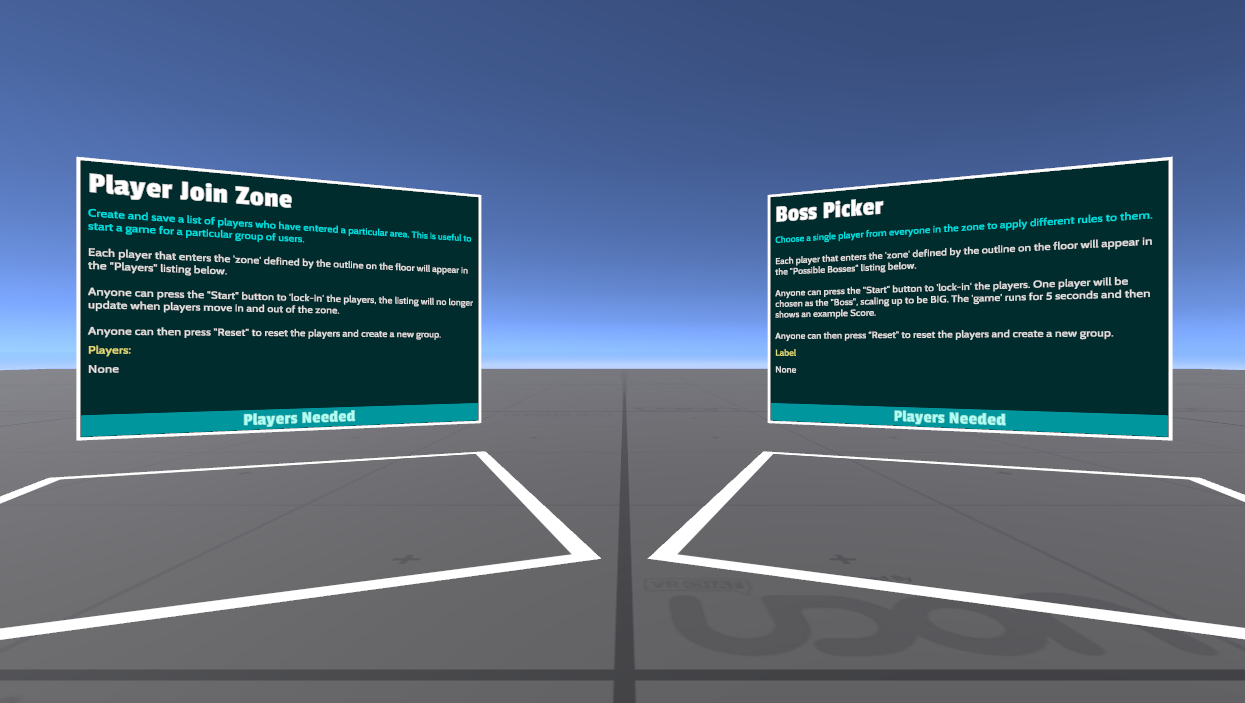 Player Join Zone
Create and save a list of players who have entered a particular area. This is useful to
start a game for a particular group of users.
Each player that enters the 'zone' defined by the outline on the floor will appear in
the "Players" listing below.
Anyone can press the "Start" button to 'lock-in' the players, the listing will no longer
update when players move in and out of the zone.
Anyone can then press "Reset" to reset the players and create a new group.
Players:
None
Players Needed
Boss Picker
Choose a single player from everyone in the zone to apply different rules to them.
Each player that enters the 'zone' defined by the outline on the floor will appear in
the "Possible Bosses" listing below.
Anyone can press the "Start" button to 'lock-in' the players. One player will be
chosen as the "Boss", scaling up to be BIG. The 'game' runs for 5 seconds and then
shows an example Score.
Anyone can then press "Reset" to reset the players and create a new group.
Label
None
Players Needed